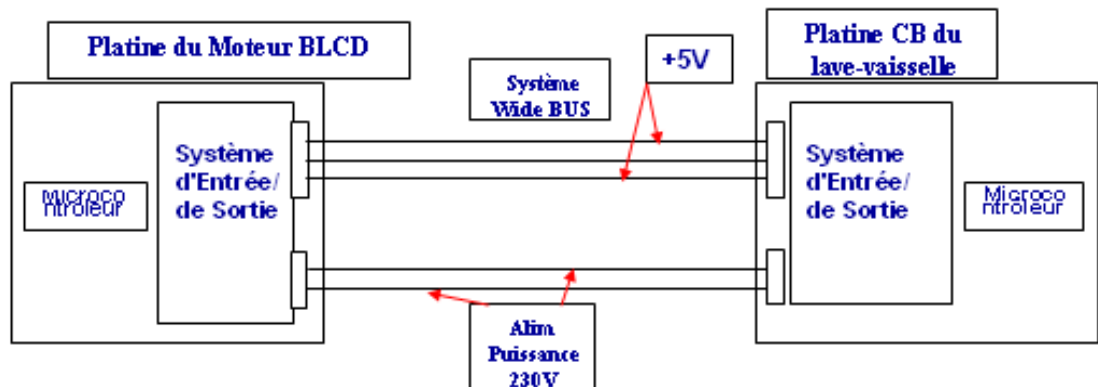 Platine du Moteur BLCD
Système
Wide BUS
+5V
Platine CB du
lave-vaisselle
Système
d'Entrée/
de Sortie
Microco
ntroleur
Système
d'Entrée/
de Sortie
Microco
ntroleur
Alim
Puissance
230V